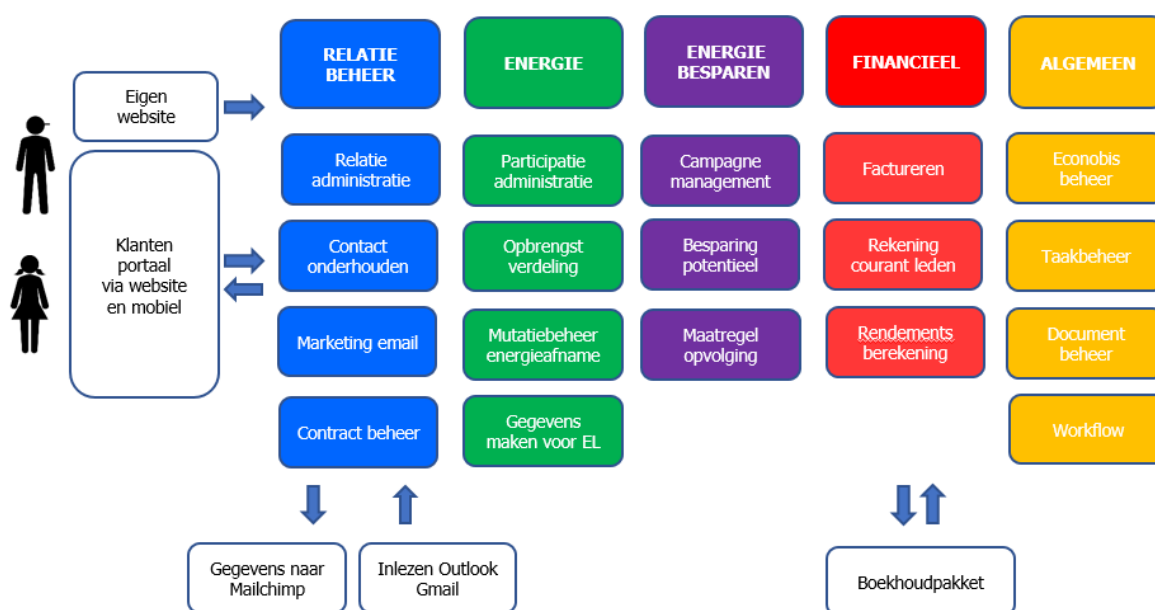 RELATIE
BEHEER
ENERGIE
ENERGIE
BESPAREN
FINANCIEEL
ALGEMEEN
Eigen
website
Klanten
portaal
via website
en mobiel
Relatie
administratie
Participatie
administratie
Campagne
management
Factureren
Econobis
beheer
Contact
onderhouden
Opbrengst
verdeling
Besparing
potentieel
Rekening
courant leden
Taakbeheer
Marketing email
Mutatiebeheer
energieafname
Maatregel
opvolging
Rendements
berekening
Document
beheer
Contract beheer
Gegevens
maken voor EL
Workflow
Gegevens naar
Mailchimp
Inlezen Outlook
Gmail
Boekhoudpakket